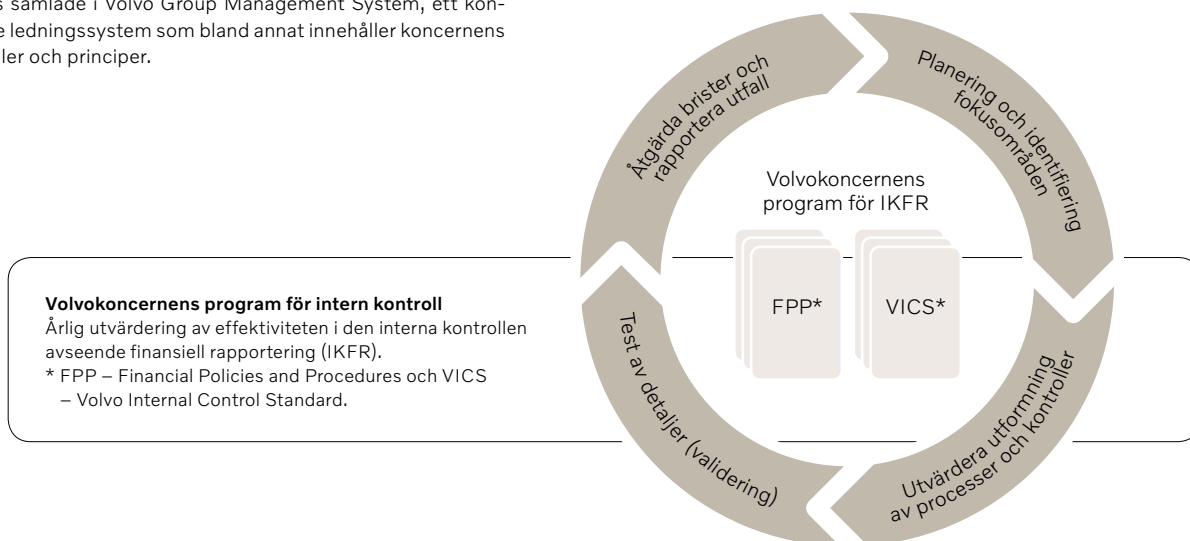 s samlade i Volvo Group Management System, ett kon-
e ledningssystem som bland annat innehåller koncernens
ler och principer.
Åtgärda brister och
rapportera utfall
Planering och identifiering
fokusområden
Volvokoncernens
program för IKFR
FPP*
VICS*
Volvokoncernens program för intern kontroll
Årlig utvärdering av effektiviteten i den interna kontrollen
avseende finansiell rapportering (IKFR).
* FPP – Financial Policies and Procedures och VICS
– Volvo Internal Control Standard.
Test av detaljer (validering)
Utvärdera utformning
av processer och kontroller